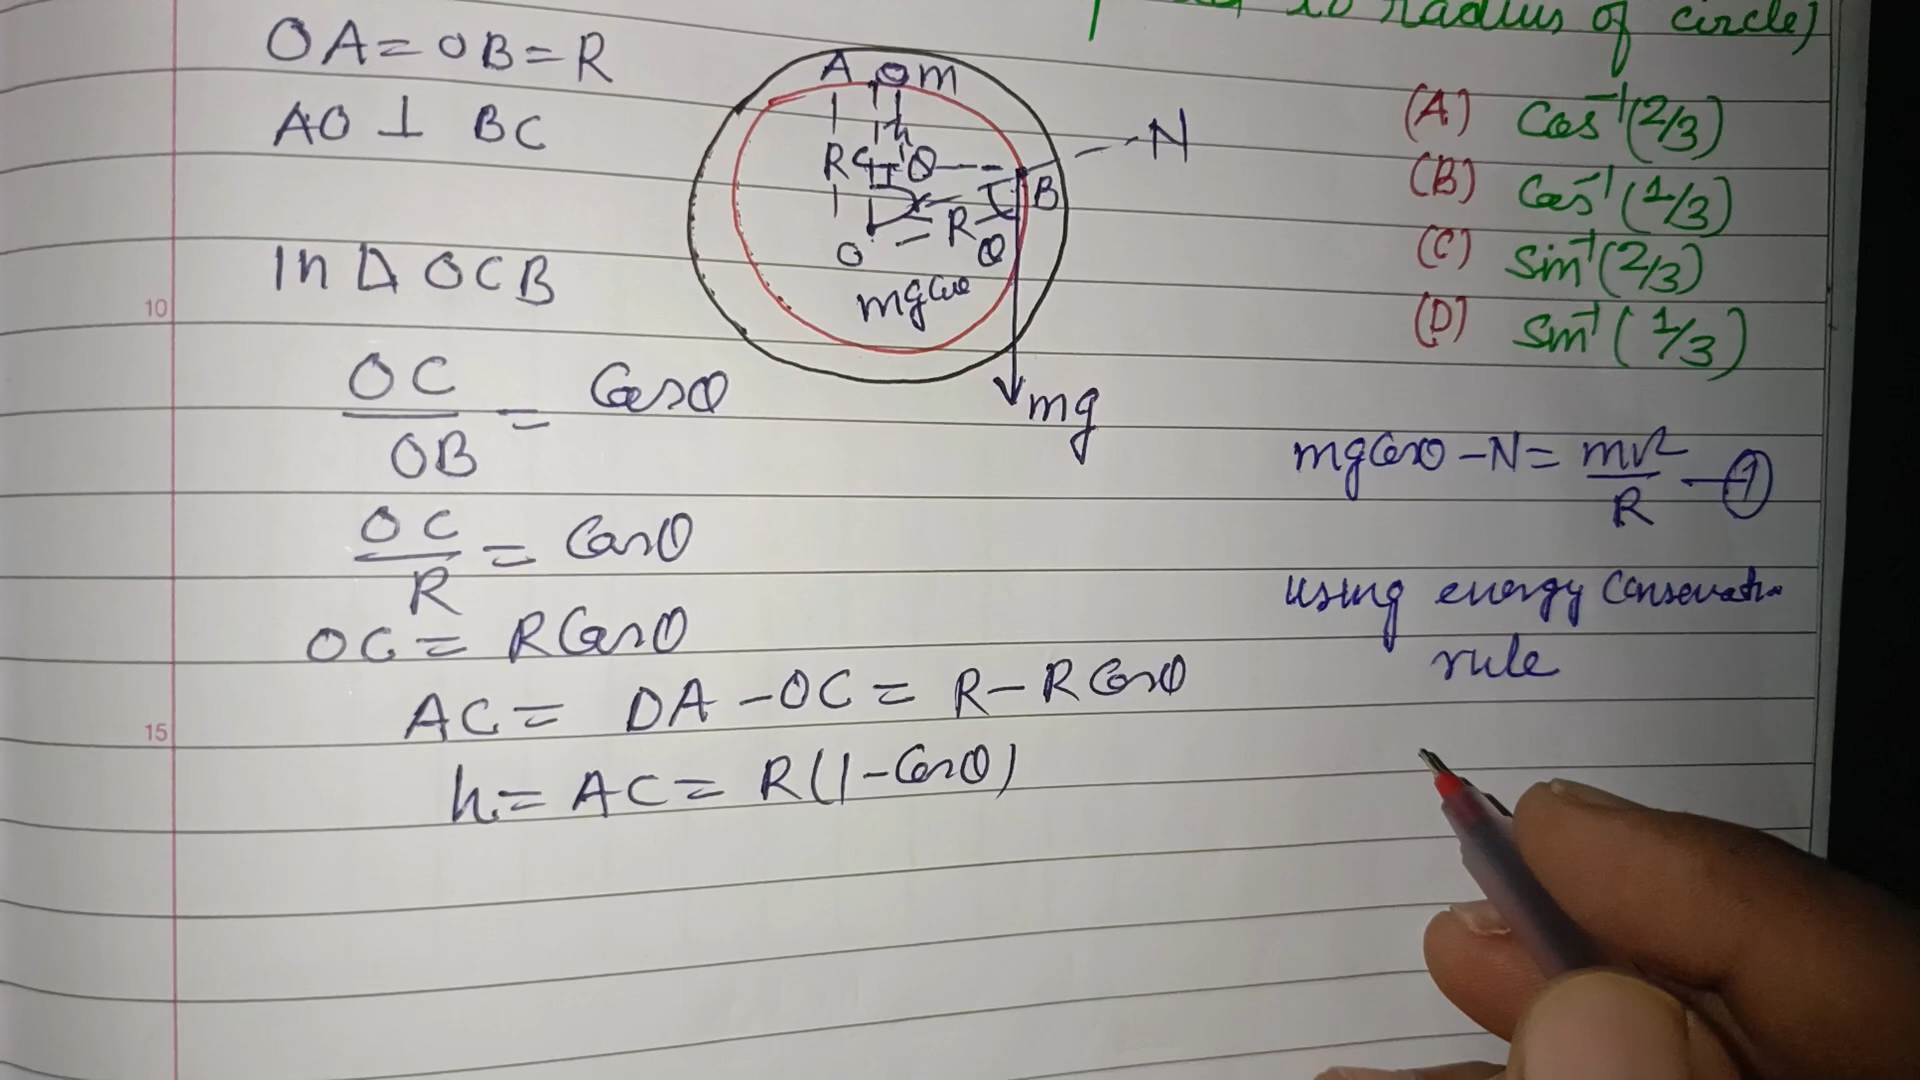 to radius of circle)
OA = OB = R
AO ⊥ BC
In Δ OCB
OC/OB = Cosθ
OC/R = Cosθ
OC = R Cosθ
AC = OA - OC = R - R Cosθ
h = AC = R(1-Cosθ)
A m
h
R C θ B
N
R
O θ
mg Cosθ
mg
(A) Cos⁻¹(2/3)
(B) Cos⁻¹(1/3)
(C) Sin⁻¹(2/3)
(D) Sin⁻¹(1/3)
mgCosθ - N = mv²/R — ①
using energy Conservation
rule
10
15